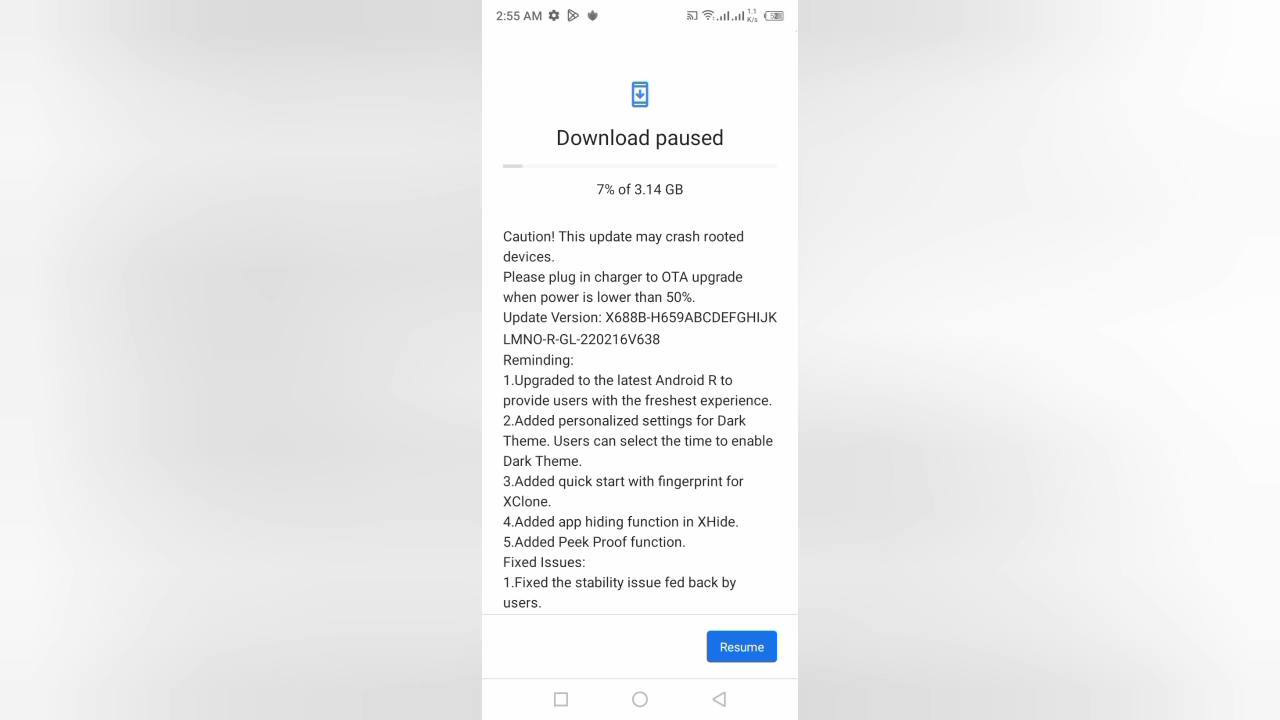 2:55 AM
1.1
K/s
Download paused
7% of 3.14 GB
Caution! This update may crash rooted
devices.
Please plug in charger to OTA upgrade
when power is lower than 50%.
Update Version: X688B-H659ABCDEFGHIJK
LMNO-R-GL-220216V638
Reminding:
1.Upgraded to the latest Android R to
provide users with the freshest experience.
2.Added personalized settings for Dark
Theme. Users can select the time to enable
Dark Theme.
3.Added quick start with fingerprint for
XClone.
4.Added app hiding function in XHide.
5.Added Peek Proof function.
Fixed Issues:
1.Fixed the stability issue fed back by
users.
Resume